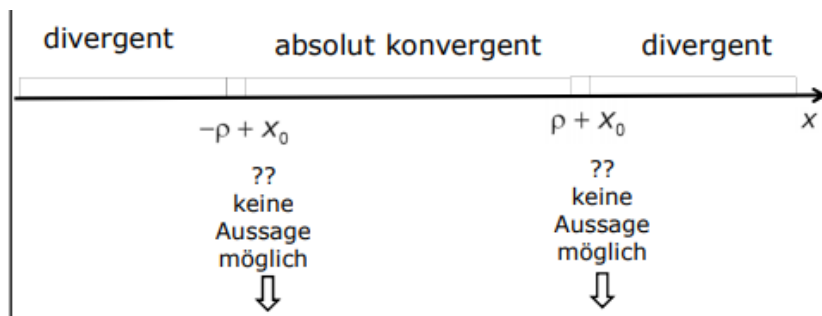 divergent absolut konvergent divergent
−ρ + x₀ ρ + x₀ x
?? ??
keine keine
Aussage Aussage
möglich möglich